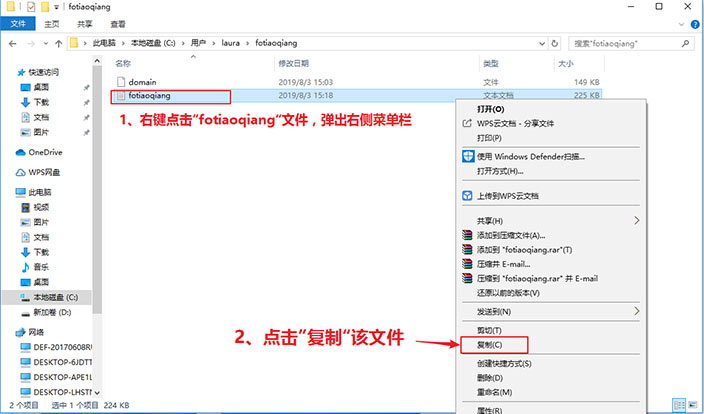 fotiaoqiang
文件
主页
共享
查看
此电脑 › 本地磁盘 (C:) › 用户 › laura › fotiaoqiang
搜索"fotiaoqiang"
名称 修改日期 类型 大小
快速访问
桌面
下载
文档
图片
OneDrive
WPS网盘
此电脑
视频
图片
文档
下载
音乐
桌面
本地磁盘 (C:)
新加卷 (D:)
网络
DEF-20170608RU
DESKTOP-6JDTT
DESKTOP-APE1L
DESKTOP-LHSTN
domain 2019/8/3 15:03 文件 149 KB
fotiaoqiang 2019/8/3 15:18 文本文档 225 KB
1、右键点击"fotiaoqiang"文件，弹出右侧菜单栏
打开(O)
WPS云文档 - 分享文件
打印(P)
使用 Windows Defender扫描...
打开方式(H)...
上传到WPS云文档
共享(H)
添加到压缩文件(A)...
添加到 "fotiaoqiang.rar"(T)
压缩并 E-mail...
压缩到 "fotiaoqiang.rar" 并 E-mail
还原以前的版本(V)
发送到(N)
剪切(T)
复制(C)
2、点击"复制"该文件
创建快捷方式(S)
删除(D)
重命名(M)
属性(R)
2 个项目 选中 1 个项目 224 KB